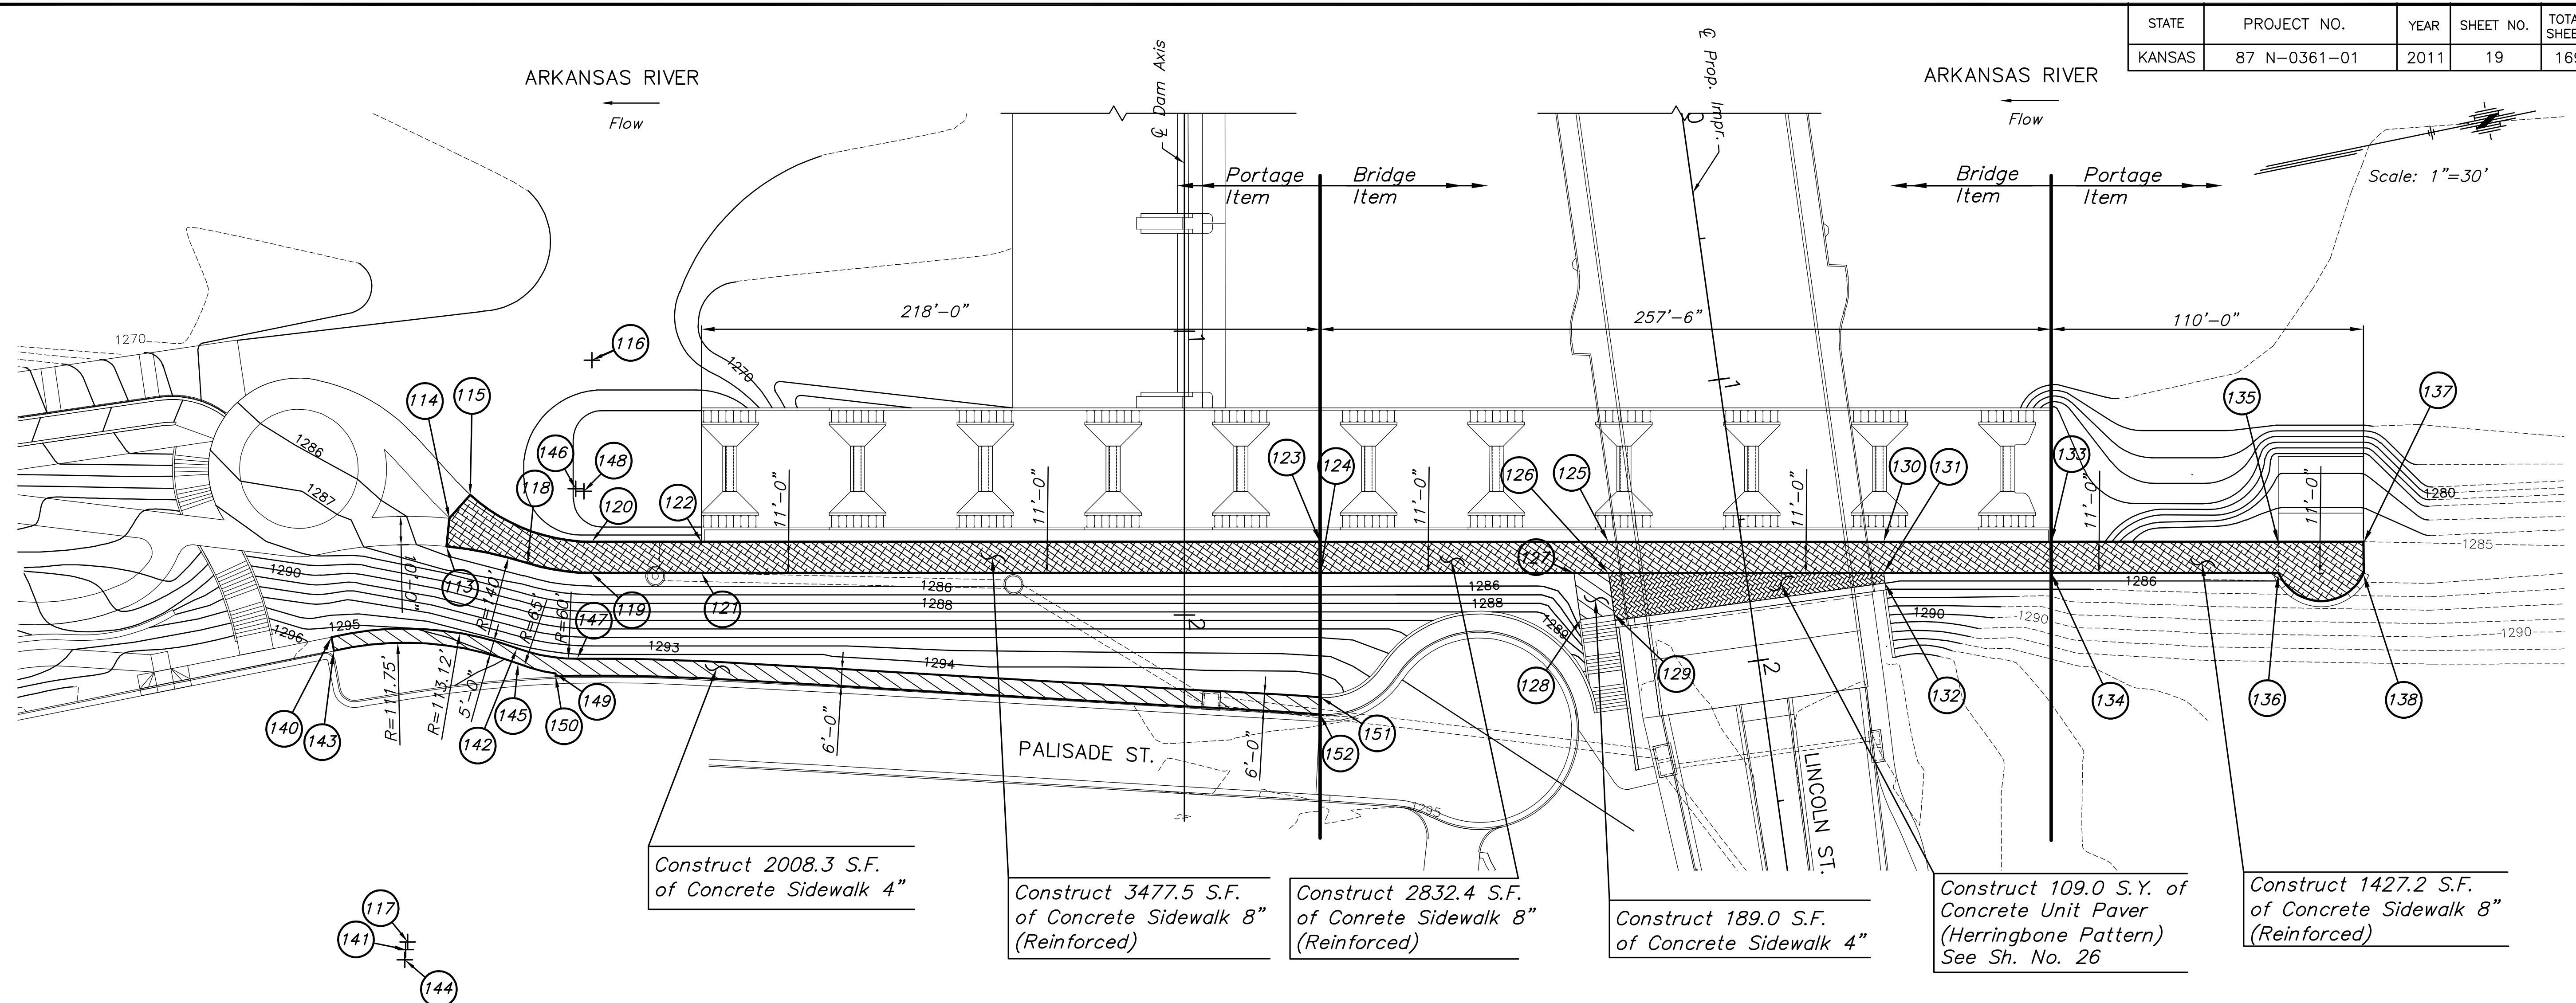 STATE PROJECT NO. YEAR SHEET NO.
KANSAS 87 N-0361-01 2011 19
ARKANSAS RIVER
Flow
ARKANSAS RIVER
Flow
℄ Dam Axis
℄ Prop. Impr.
Scale: 1"=30'
Portage Item
Bridge Item
Bridge Item
Portage Item
218'-0"
257'-6"
110'-0"
0
1
1
2
2
1270
1270
1286
1287
1280
1285
1290
1290
1290
1290
1295
1296
1286
1288
1286
1288
1289
1286
1293
1294
1295
116
114
115
146
148
118
120
122
123
124
126
125
130
131
133
135
137
113
119
121
127
147
128
129
132
134
136
138
140
143
142
145
150
149
151
152
117
141
144
11'-0"
11'-0"
11'-0"
11'-0"
11'-0"
11'-0"
10'-0"
R=140'
R=65'
R=60'
R=111.75'
R=113.12'
5'-0"
6'-0"
6'-0"
PALISADE ST.
LINCOLN ST.
Construct 2008.3 S.F.
of Concrete Sidewalk 4"
Construct 3477.5 S.F.
of Concrete Sidewalk 8"
(Reinforced)
Construct 2832.4 S.F.
of Conrete Sidewalk 8"
(Reinforced)
Construct 189.0 S.F.
of Concrete Sidewalk 4"
Construct 109.0 S.Y. of
Concrete Unit Paver
(Herringbone Pattern)
See Sh. No. 26
Construct 1427.2 S.F.
of Concrete Sidewalk 8"
(Reinforced)